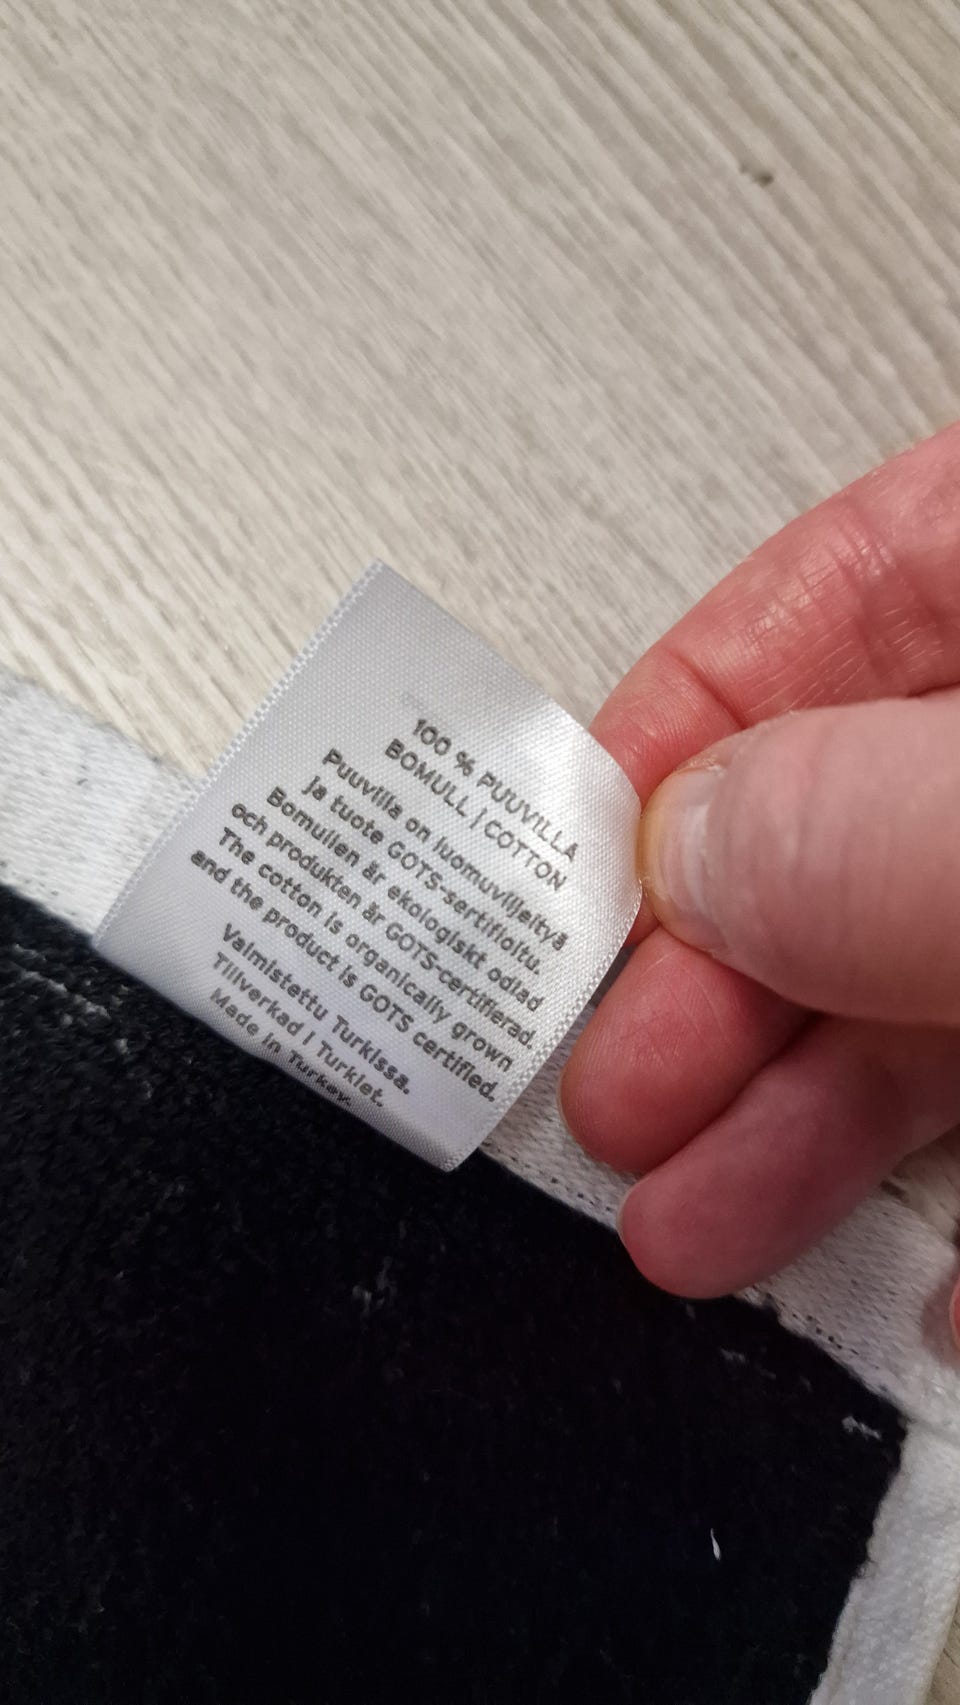 100 % PUUVILLA
BOMULL | COTTON
Puuvilla on luomuviljeltyä
ja tuote GOTS-sertifioitu.
Bomullen är ekologiskt odlad
och produkten är GOTS-certifierad.
The cotton is organically grown
and the product is GOTS certified.
Valmistettu Turkissa.
Tillverkad i Turkiet.
Made in Turkey.